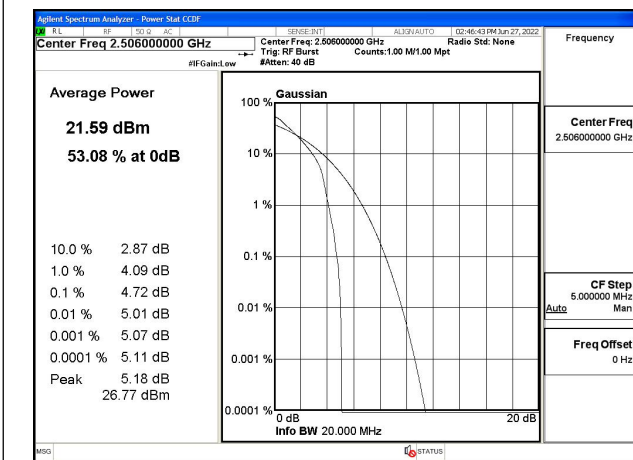 Agilent Spectrum Analyzer - Power Stat CCDF
RL RF 50 Ω AC SENSE:INT ALIGN AUTO 02:46:43 PM Jun 27, 2022
Center Freq 2.506000000 GHz
Center Freq: 2.506000000 GHz Radio Std: None
Trig: RF Burst Counts:1.00 M/1.00 Mpt
#IFGain:Low #Atten: 40 dB
Frequency
Average Power
21.59 dBm
53.08 % at 0dB
10.0 % 2.87 dB
1.0 % 4.09 dB
0.1 % 4.72 dB
0.01 % 5.01 dB
0.001 % 5.07 dB
0.0001 % 5.11 dB
Peak 5.18 dB
26.77 dBm
Gaussian
100 %
10 %
1 %
0.1 %
0.01 %
0.001 %
0.0001 %
0 dB 20 dB
Info BW 20.000 MHz
Center Freq
2.506000000 GHz
CF Step
5.000000 MHz
Auto Man
Freq Offset
0 Hz
MSG STATUS